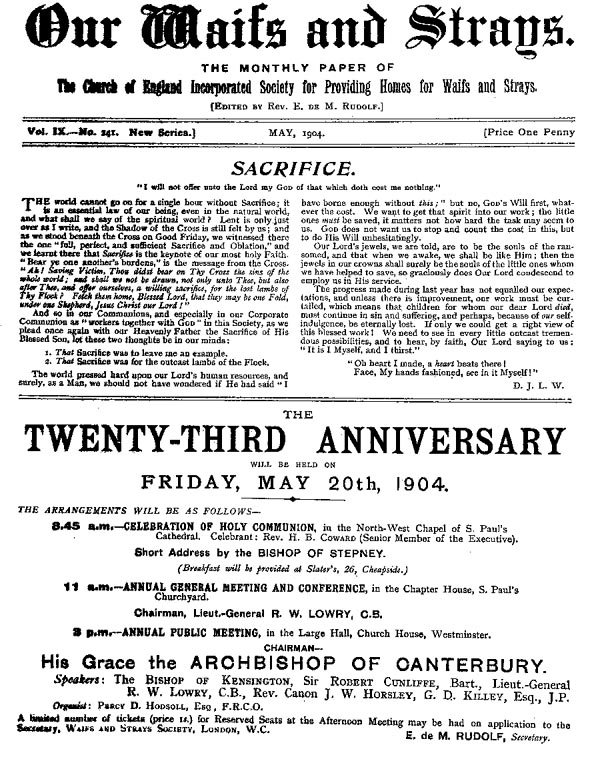 Our Waifs and Strays.
THE MONTHLY PAPER OF
The Church of England Incorporated Society for Providing Homes for Waifs and Strays.
[EDITED BY REV. E. DE M. RUDOLF.]
Vol. IX.—No. 241. New Series.] MAY, 1904. [Price One Penny
SACRIFICE.
"I will not offer unto the Lord my GOD of that which doth cost me nothing."
THE world cannot go on for a single hour without Sacrifice; it
is an essential law of our being, even in the natural world,
and what shall we say of the spiritual world? Lent is only just
over as I write, and the Shadow of the Cross is still felt by us; and
as we stood beneath the Cross on Good Friday, we witnessed there
the one "full, perfect, and sufficient Sacrifice and Oblation," and
we learnt there that Sacrifice is the keynote of our most holy Faith.
"Bear ye one another's burdens," is the message from the Cross.
"Ah! Saving Victim, Thou didst bear on Thy Cross the sins of the
whole world; and shall we not be drawn, not only unto Thee, but also
after Thee, and offer ourselves, a willing sacrifice, for the lost lambs of
Thy Flock? Fetch them home, Blessed Lord, that they may be one Fold,
under one Shepherd, Jesus Christ our Lord!"
And so in our Communions, and especially in our Corporate
Communion as "workers together with GOD" in this Society, as we
plead once again with our Heavenly Father the Sacrifice of His
Blessed Son, let these two thoughts be in our minds:
1. That Sacrifice was to leave me an example.
2. That Sacrifice was for the outcast lambs of the Flock.
The world pressed hard upon our Lord's human resources, and
surely, as a Man, we should not have wondered if He had said "I
have borne enough without this;" but no, GOD's Will first, what-
ever the cost. We want to get that spirit into our work; the little
ones must be saved, it matters not how hard the task may seem to
us. God does not want us to stop and count the cost in this, but
to do His Will unhesitatingly.
Our Lord's jewels, we are told, are to be the souls of the ran-
somed, and that when we awake, we shall be like Him; then the
jewels in our crowns shall surely be the souls of the little ones whom
we have helped to save, so graciously does Our Lord condescend to
employ us in His service.
The progress made during last year has not equalled our expec-
tations, and unless there is improvement, our work must be cur-
tailed, which means that children for whom our dear Lord died,
must continue in sin and suffering, and perhaps, because of our self-
indulgence, be eternally lost. If only we could get a right view of
this blessed work! We need to see in every little outcast tremen-
dous possibilities, and to hear, by faith, Our Lord saying to us:
"It is I Myself, and I thirst."
"Oh heart I made, a heart beats there!
Face, My hands fashioned, see in it Myself!"
D. J. L. W.
THE
TWENTY-THIRD ANNIVERSARY
WILL BE HELD ON
FRIDAY, MAY 20th, 1904.
THE ARRANGEMENTS WILL BE AS FOLLOWS—
8.45 a.m.—CELEBRATION OF HOLY COMMUNION, in the North-West Chapel of S. Paul's
Cathedral. Celebrant: Rev. H. B. COWARD (Senior Member of the Executive).
Short Address by the BISHOP OF STEPNEY.
(Breakfast will be provided at Slater's, 26, Cheapside.)
11 a.m.—ANNUAL GENERAL MEETING AND CONFERENCE, in the Chapter House, S. Paul's
Churchyard.
Chairman, Lieut.-General R. W. LOWRY, C.B.
3 p.m.—ANNUAL PUBLIC MEETING, in the Large Hall, Church House, Westminster.
CHAIRMAN—
His Grace the ARCHBISHOP OF CANTERBURY.
Speakers: THE BISHOP OF KENSINGTON, SIR ROBERT CUNLIFFE, Bart., Lieut.-General
R. W. LOWRY, C.B., REV. CANON J. W. HORSLEY, G. D. KILLEY, Esq., J.P.
Organist: PERCY D. HODSOLL, Esq., F.R.C.O.
A limited number of tickets (price 1s.) for Reserved Seats at the Afternoon Meeting may be had on application to the
Secretary, WAIFS AND STRAYS SOCIETY, LONDON, W.C.
E. de M. RUDOLF, Secretary.